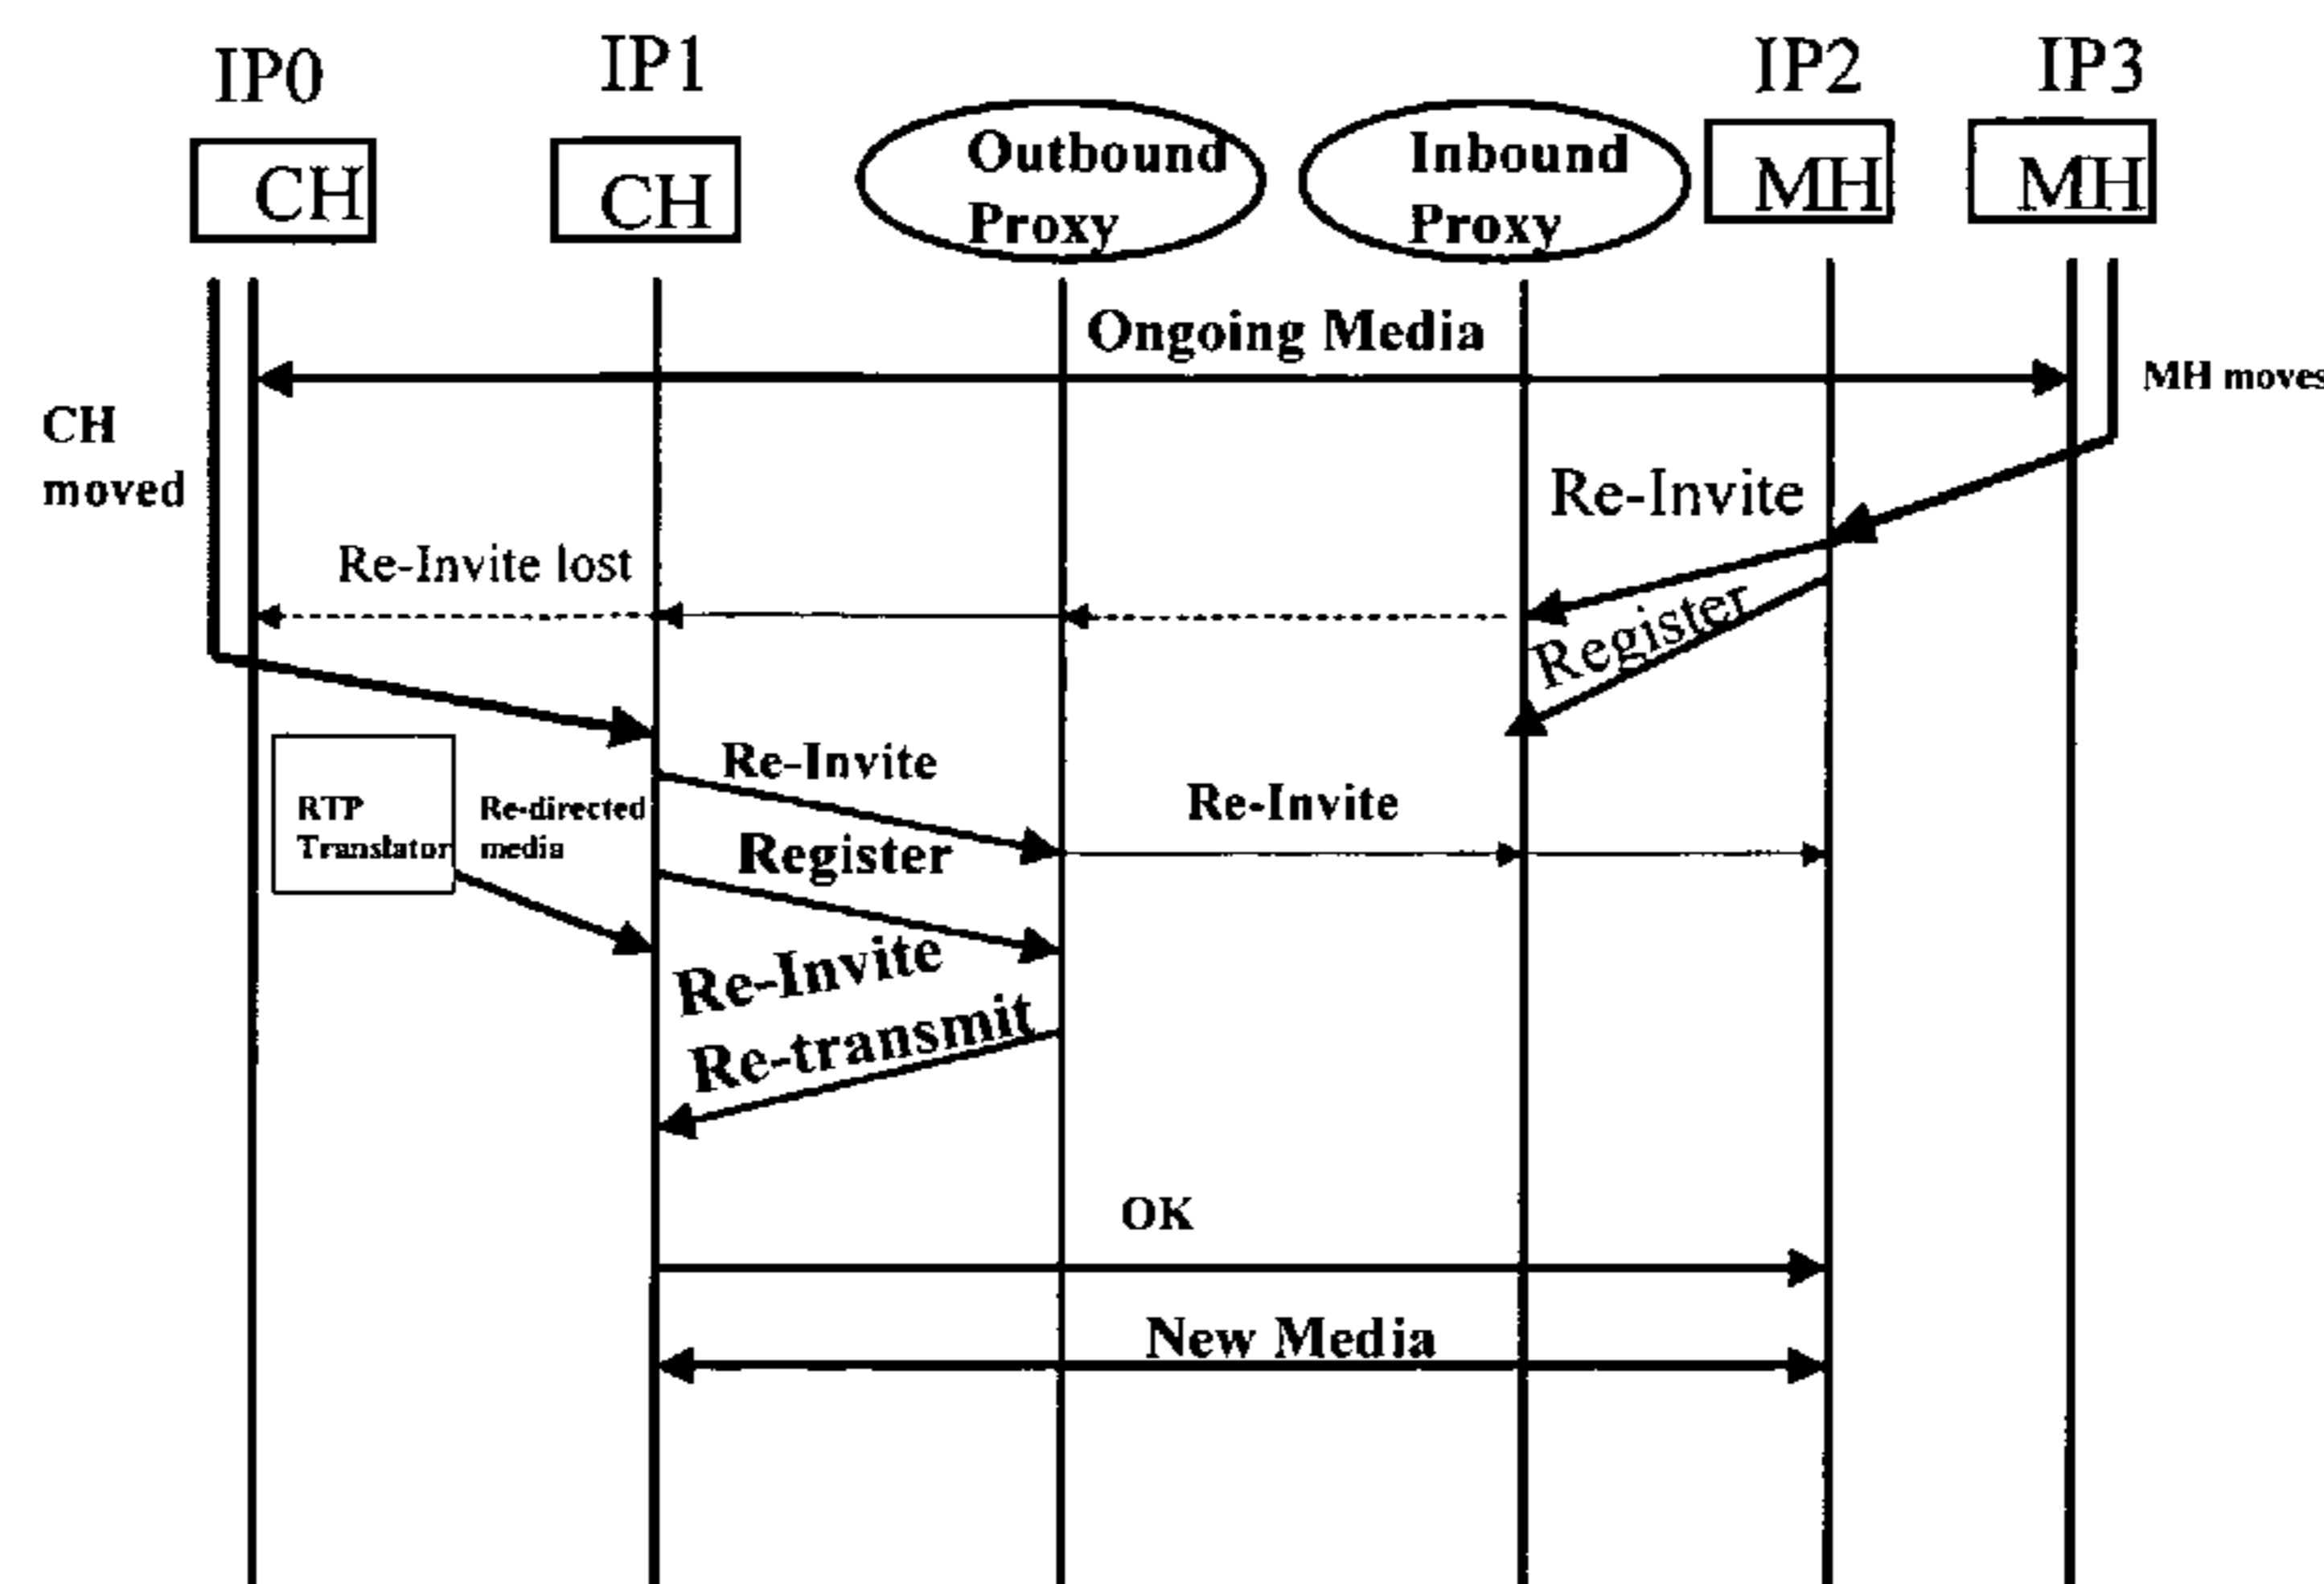 IP0
IP1
IP2
IP3
CH
CH
Outbound
Proxy
Inbound
Proxy
MH
MH
Ongoing Media
MH moves
CH
moved
Re-Invite
Re-Invite lost
Register
Re-Invite
Re-Invite
RTP
Translator
Re-directed
media
Register
Re-Invite
Re-transmit
OK
New Media